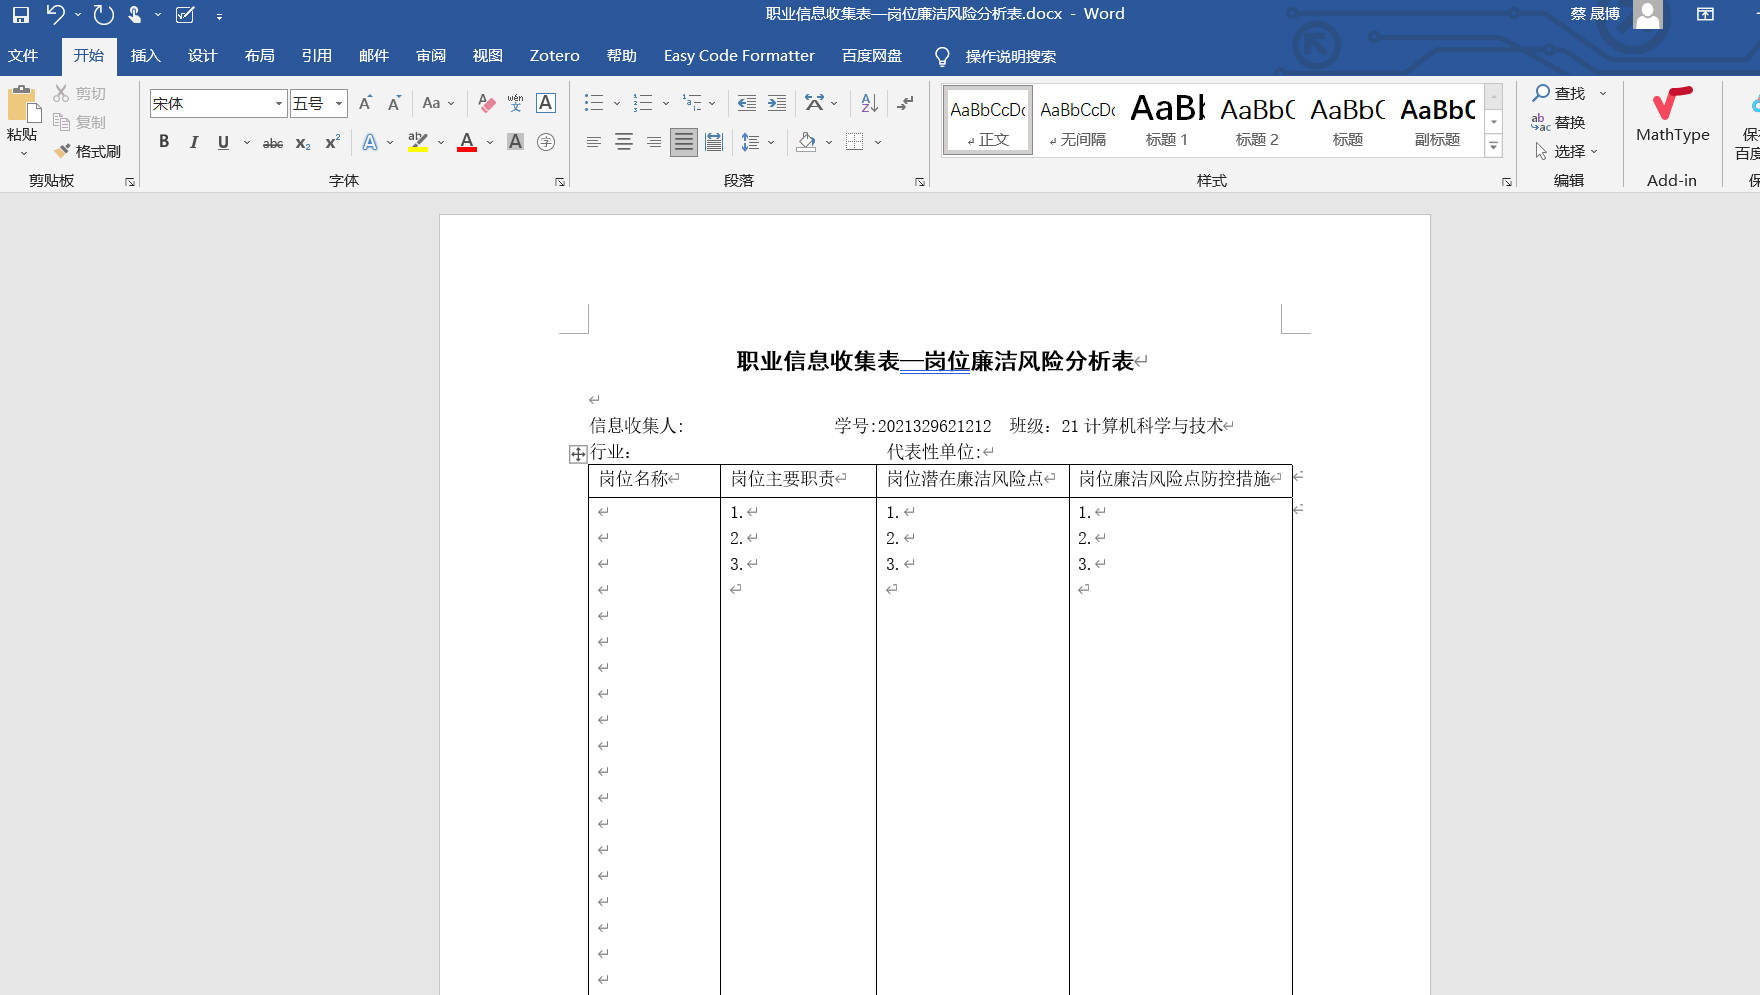 职业信息收集表—岗位廉洁风险分析表.docx - Word
蔡 晟博
文件 开始 插入 设计 布局 引用 邮件 审阅 视图 Zotero 帮助 Easy Code Formatter 百度网盘 操作说明搜索
粘贴
剪切
复制
格式刷
剪贴板
宋体 五号
字体
段落
AaBbCcDc AaBbCcDc AaBb AaBbC AaBbC AaBbC
正文 无间隔 标题 1 标题 2 标题 副标题
样式
查找
替换
选择
编辑
MathType
Add-in
职业信息收集表—岗位廉洁风险分析表
信息收集人: 学号:2021329621212 班级：21计算机科学与技术
行业： 代表性单位:
岗位名称 岗位主要职责 岗位潜在廉洁风险点 岗位廉洁风险点防控措施
1. 1. 1.
2. 2. 2.
3. 3. 3.